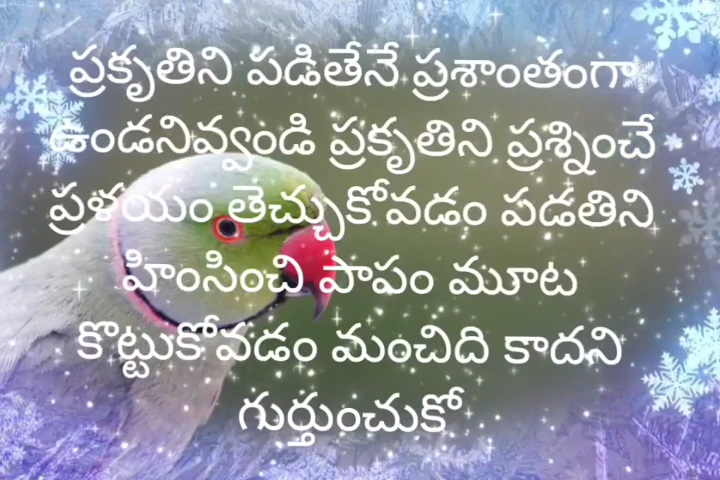 ప్రకృతిని పడితేనే ప్రశాంతంగా
ఉండనివ్వండి ప్రకృతిని ప్రశ్నించే
ప్రళయం తెచ్చుకోవడం పడతిని
హింసించి పాపం మూట
కొట్టుకోవడం మంచిది కాదని
గుర్తుంచుకో